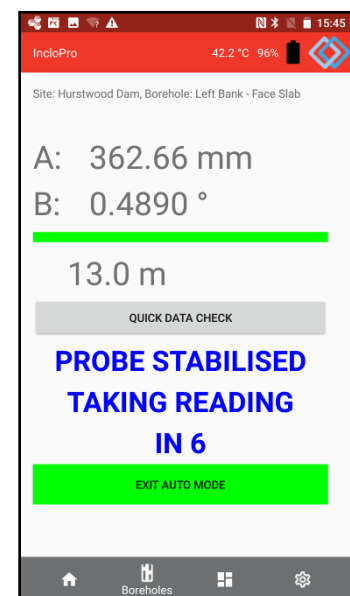 15:45
IncloPro 42.2 °C 96%
Site: Hurstwood Dam, Borehole: Left Bank - Face Slab
A: 362.66 mm
B: 0.4890 °
13.0 m
QUICK DATA CHECK
PROBE STABILISED
TAKING READING
IN 6
EXIT AUTO MODE
Boreholes